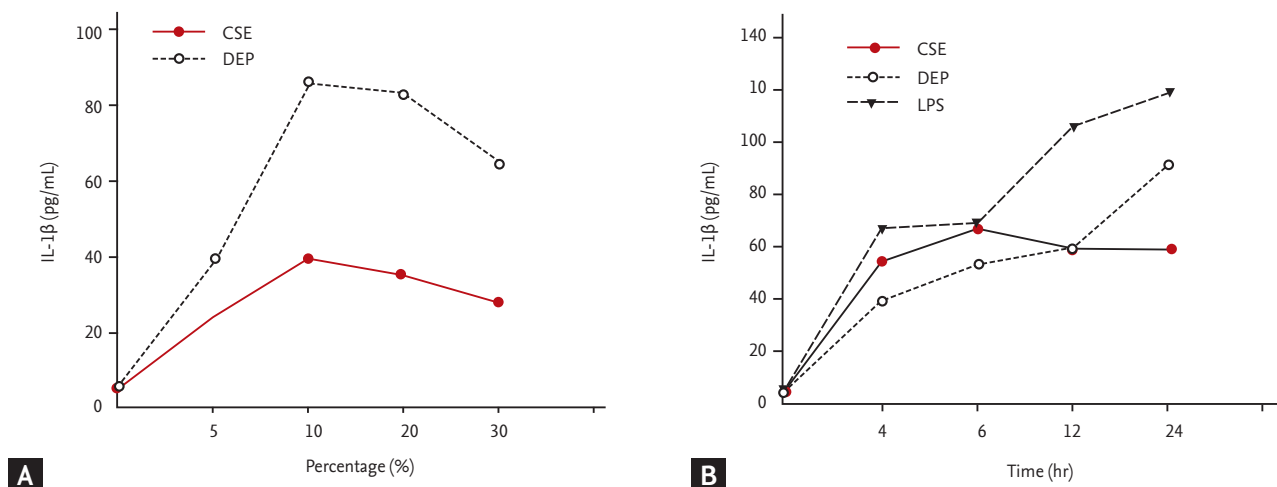 100
80
60
40
20
0
IL-1β (pg/mL)
CSE
DEP
5 10 20 30
Percentage (%)
A
140
10
100
80
60
40
20
0
IL-1β (pg/mL)
CSE
DEP
LPS
4 6 12 24
Time (hr)
B